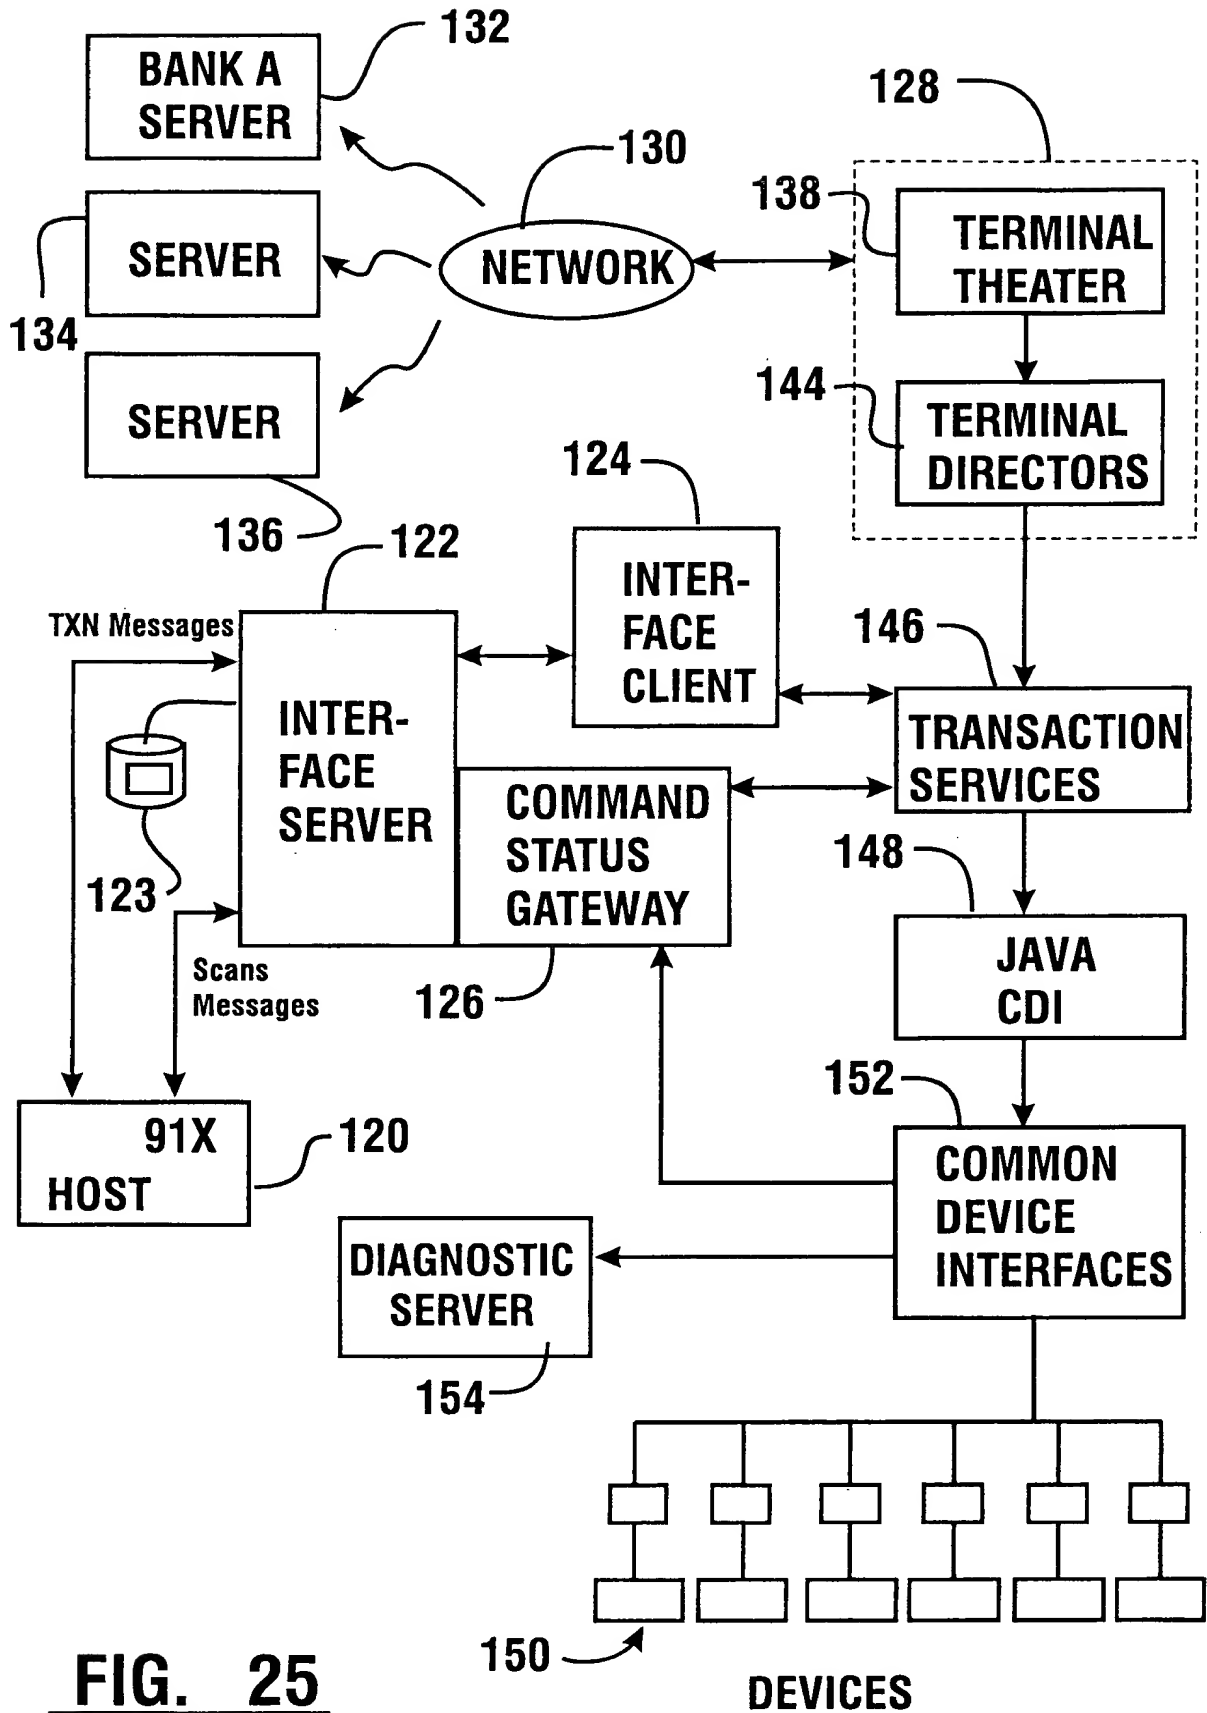 132
BANK A
SERVER
128
130
138
TERMINAL
THEATER
SERVER
NETWORK
134
144
TERMINAL
DIRECTORS
SERVER
124
136
122
INTER-
FACE
CLIENT
TXN Messages
146
INTER-
FACE
SERVER
TRANSACTION
SERVICES
COMMAND
STATUS
GATEWAY
148
123
JAVA
CDI
Scans
Messages
126
152
91X
HOST
120
COMMON
DEVICE
INTERFACES
DIAGNOSTIC
SERVER
154
150
DEVICES
FIG. 25